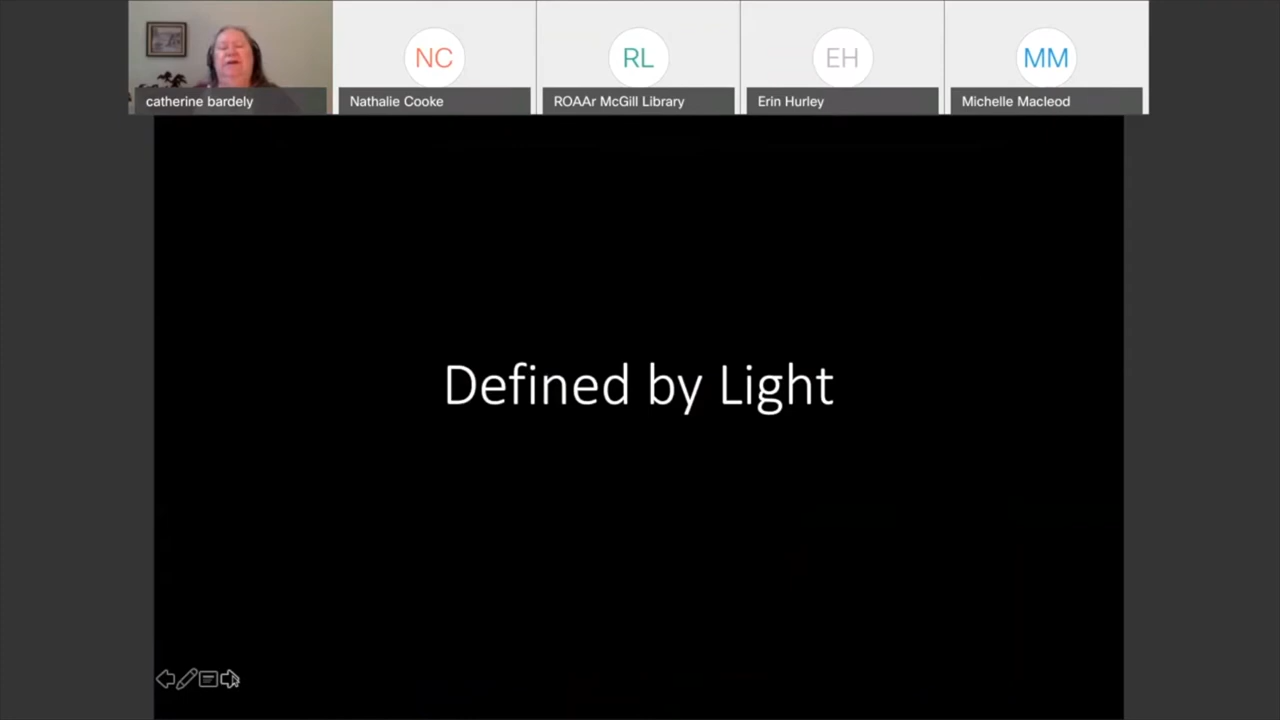 NC
RL
EH
MM
catherine bardely
Nathalie Cooke
ROAAr McGill Library
Erin Hurley
Michelle Macleod
Defined by Light